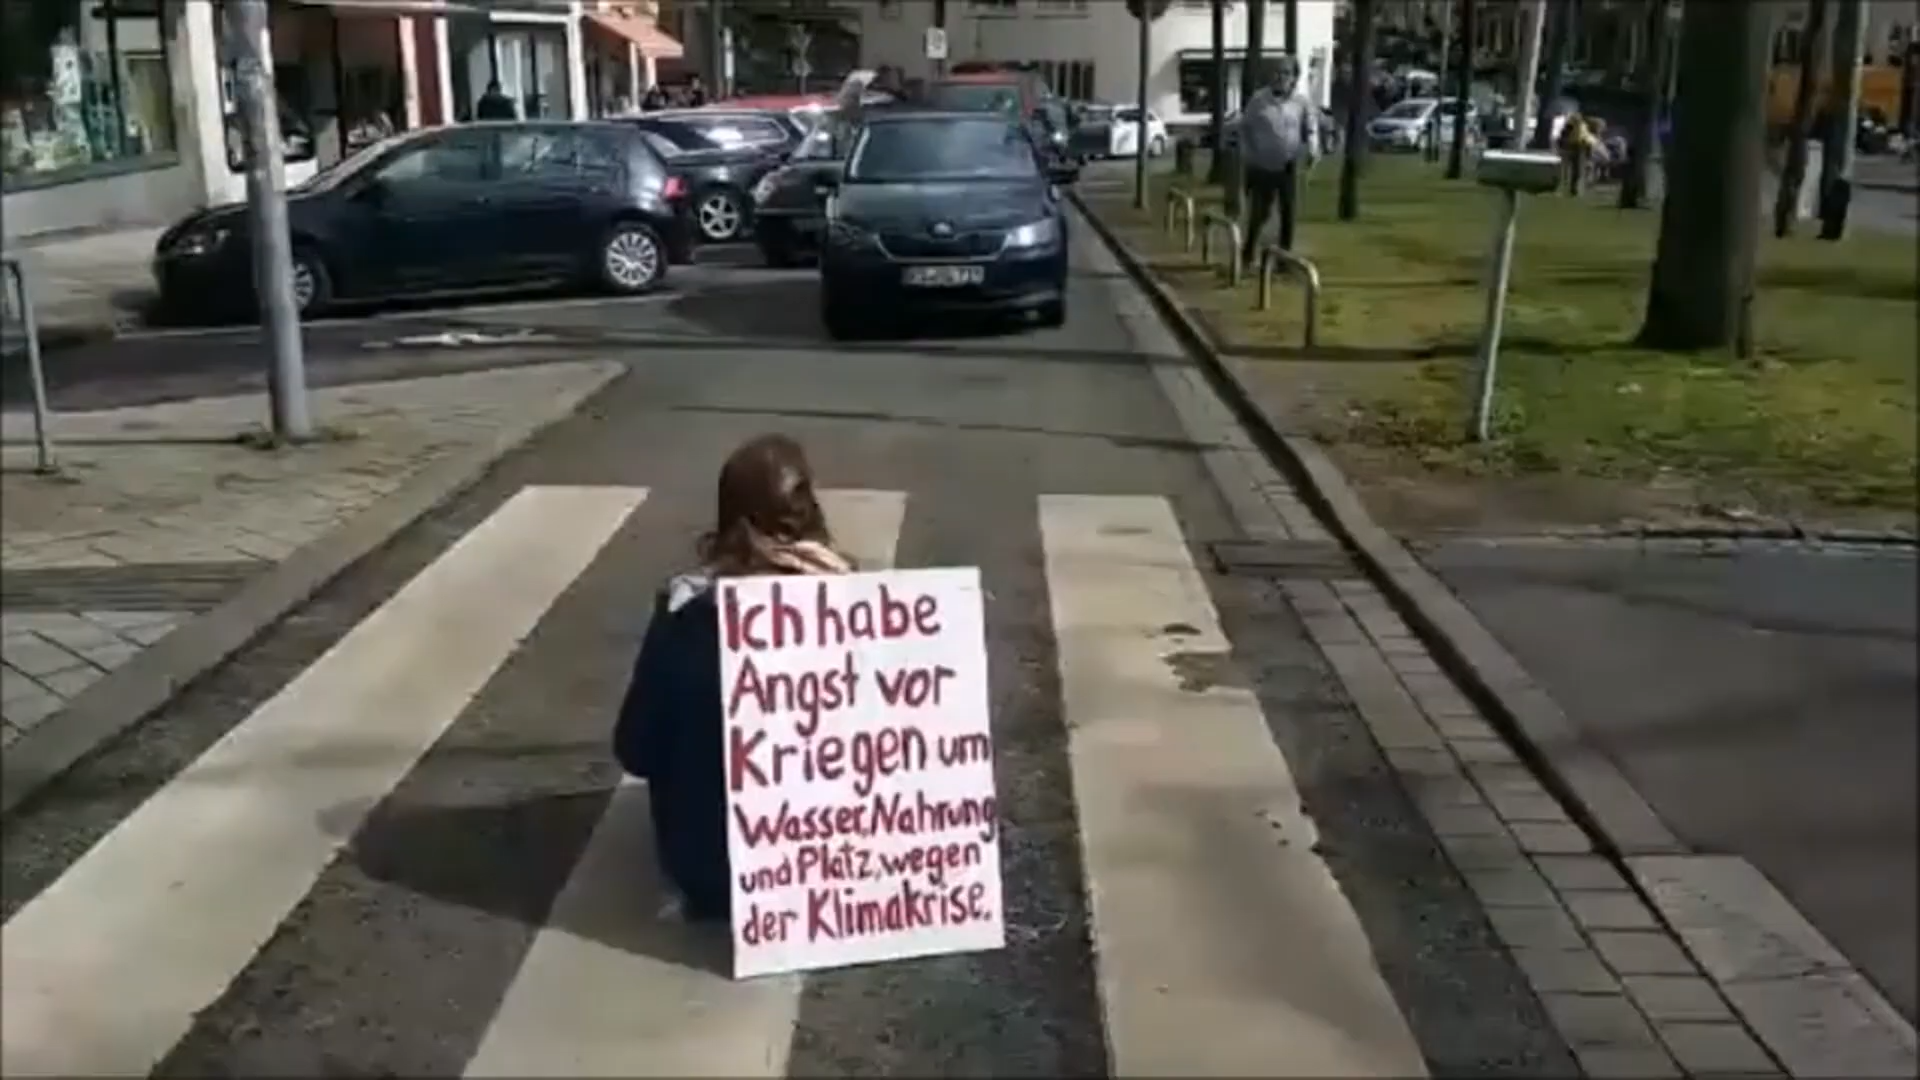 Ich habe
Angst vor
Kriegen um
Wasser, Nahrung
und Platz, wegen
der Klimakrise.